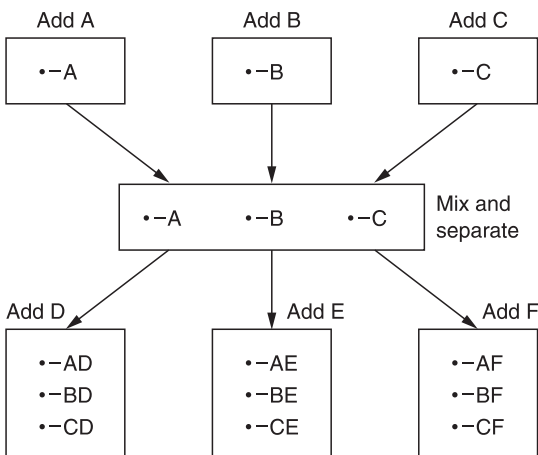 Add A
Add B
Add C
•–A
•–B
•–C
•–A •–B •–C
Mix and
separate
Add D
Add E
Add F
•–AD
•–BD
•–CD
•–AE
•–BE
•–CE
•–AF
•–BF
•–CF